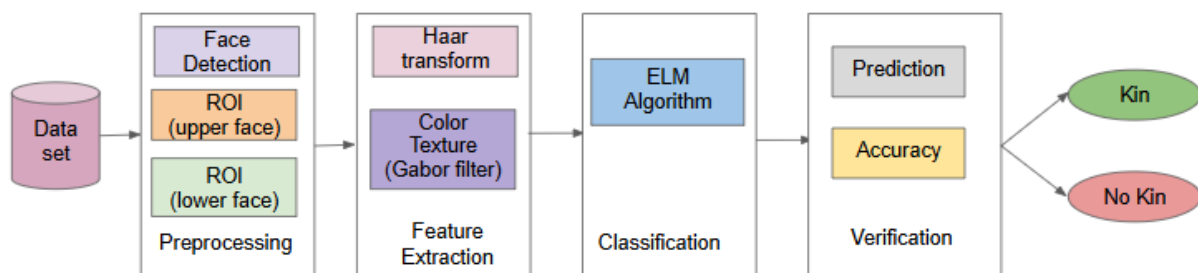 Data
set
Face
Detection
ROI
(upper face)
ROI
(lower face)
Preprocessing
Haar
transform
Color
Texture
(Gabor filter)
Feature
Extraction
ELM
Algorithm
Classification
Prediction
Accuracy
Verification
Kin
No Kin